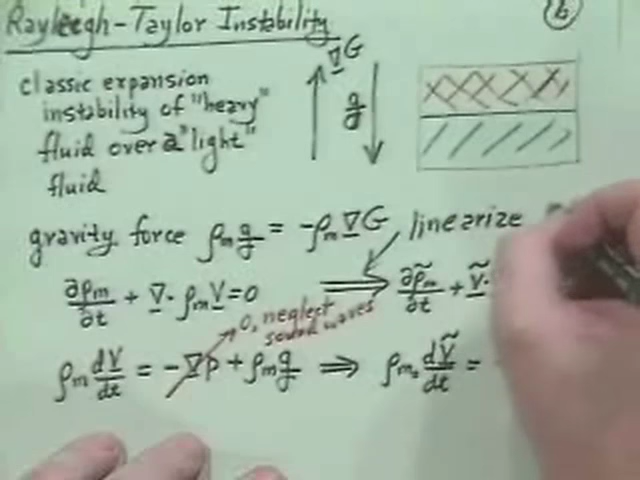 Rayleigh-Taylor Instability
6
classic expansion
instability of "heavy"
fluid over a "light"
fluid
∇G
g
gravity force ρm g = -ρm ∇G
linearize
∂ρm/∂t + ∇· ρm V = 0 ⟹ ∂ρ̃m/∂t + Ṽ·
0, neglect
sound waves
ρm dV/dt = -∇p + ρm g ⟹ ρm₀ dṼ/dt =